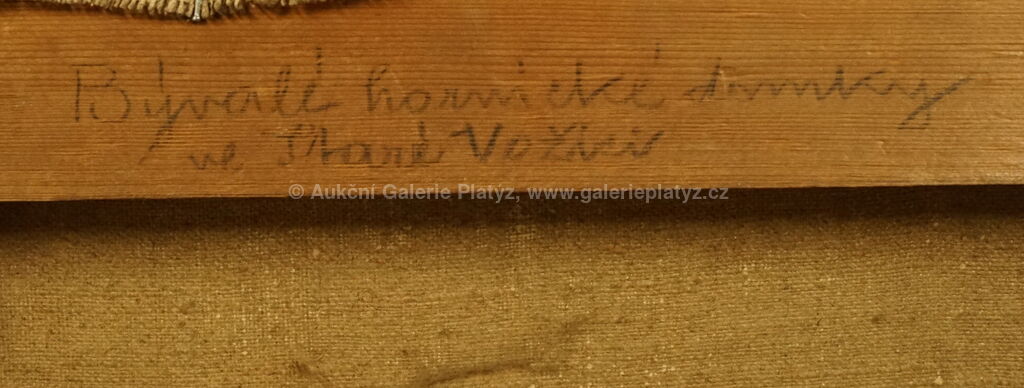 Bývalé hornické domky
ve Staré Vožici
© Aukční Galerie Platýz, www.galerieplatyz.cz